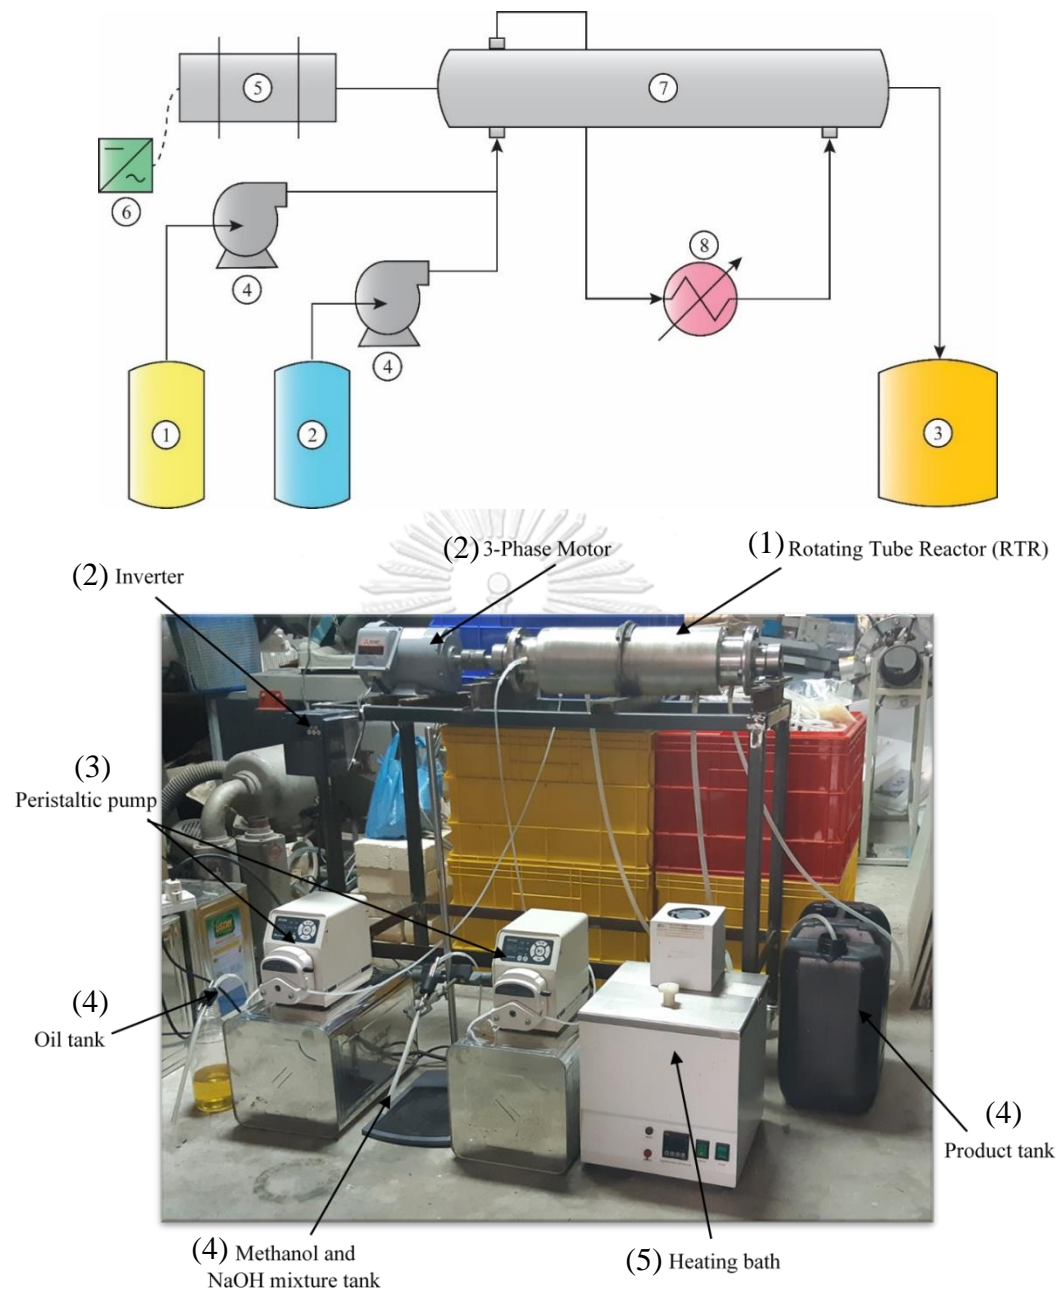 5
7
6
4
8
4
1
2
3
(2) 3-Phase Motor
(1) Rotating Tube Reactor (RTR)
(2) Inverter
(3)
Peristaltic pump
(4)
Oil tank
(4)
Product tank
(4) Methanol and
NaOH mixture tank
(5) Heating bath